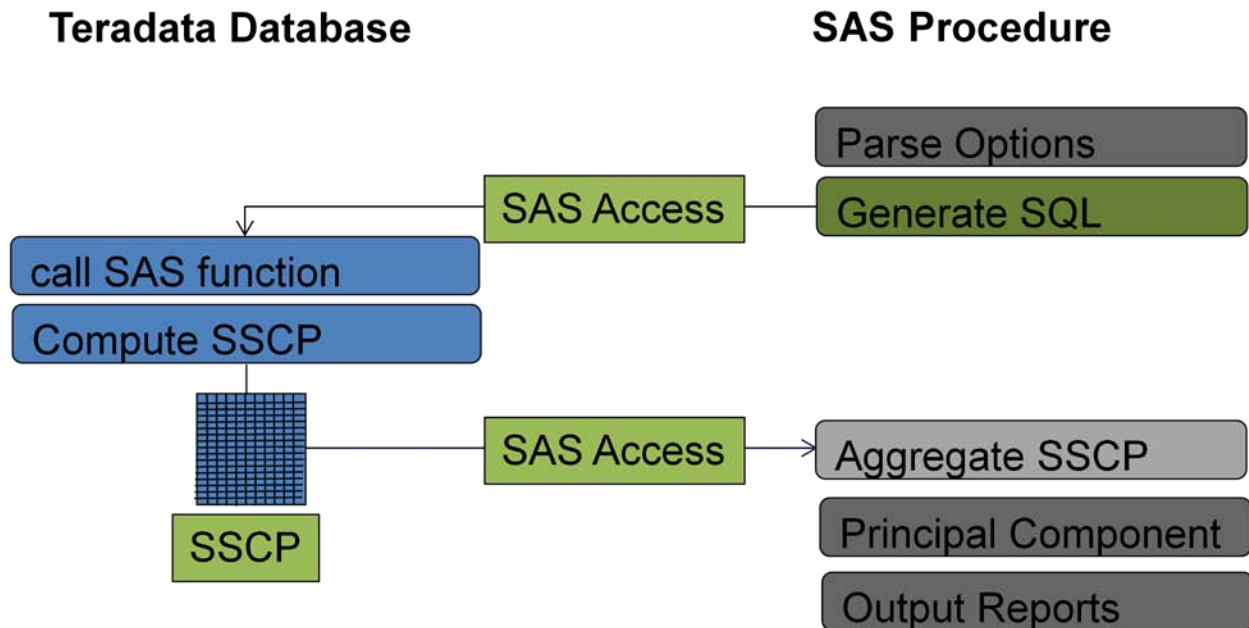 Teradata Database
SAS Procedure
Parse Options
SAS Access
Generate SQL
call SAS function
Compute SSCP
SAS Access
Aggregate SSCP
SSCP
Principal Component
Output Reports